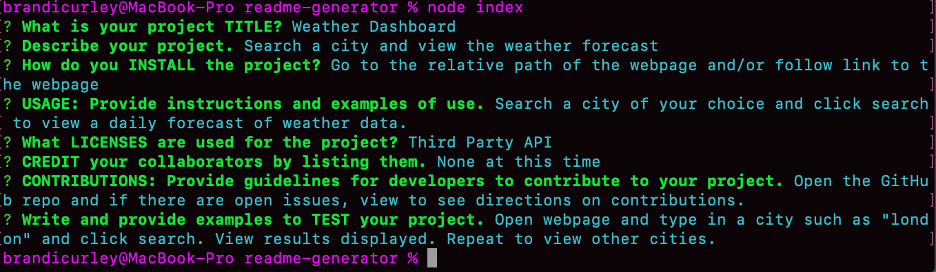 [brandicurley@MacBook-Pro readme-generator % node index ]
? What is your project TITLE? Weather Dashboard
? Describe your project. Search a city and view the weather forecast
? How do you INSTALL the project? Go to the relative path of the webpage and/or follow link to t
[he webpage ]
? USAGE: Provide instructions and examples of use. Search a city of your choice and click search
[ to view a daily forecast of weather data. ]
? What LICENSES are used for the project? Third Party API
? CREDIT your collaborators by listing them. None at this time
? CONTRIBUTIONS: Provide guidelines for developers to contribute to your project. Open the GitHu
[b repo and if there are open issues, view to see directions on contributions. ]
? Write and provide examples to TEST your project. Open webpage and type in a city such as "lond
[on" and click search. View results displayed. Repeat to view other cities. ]
brandicurley@MacBook-Pro readme-generator %